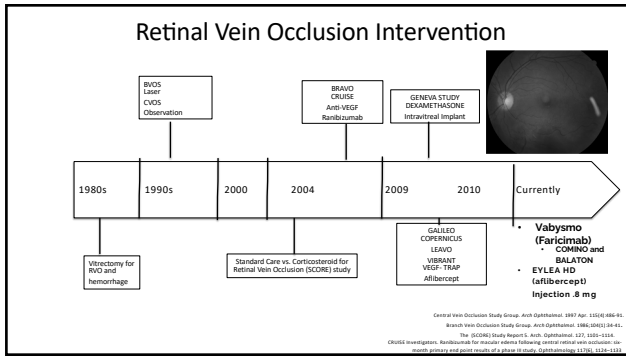 Retinal Vein Occlusion Intervention
BVOS
Laser
CVOS
Observation
BRAVO
CRUISE
Anti-VEGF
Ranibizumab
GENEVA STUDY
DEXAMETHASONE
Intravitreal Implant
1980s
1990s
2000
2004
2009
2010
Currently
Vitrectomy for
RVO and
hemorrhage
Standard Care vs. Corticosteroid for
Retinal Vein Occlusion (SCORE) study
GALILEO
COPERNICUS
LEAVO
VIBRANT
VEGF- TRAP
Aflibercept
• Vabysmo
(Faricimab)
• COMINO and
BALATON
• EYLEA HD
(aflibercept)
Injection .8 mg
Central Vein Occlusion Study Group. Arch Ophthalmol. 1997 Apr. 115(4):486-91.
Branch Vein Occlusion Study Group. Arch Ophthalmol. 1986;104(1):34-41.
The (SCORE) Study Report 5. Arch. Ophthalmol. 127, 1101–1114.
CRUISE Investigators. Ranibizumab for macular edema following central retinal vein occlusion: six-
month primary end point results of a phase III study. Ophthalmology 117(6), 1124–1133